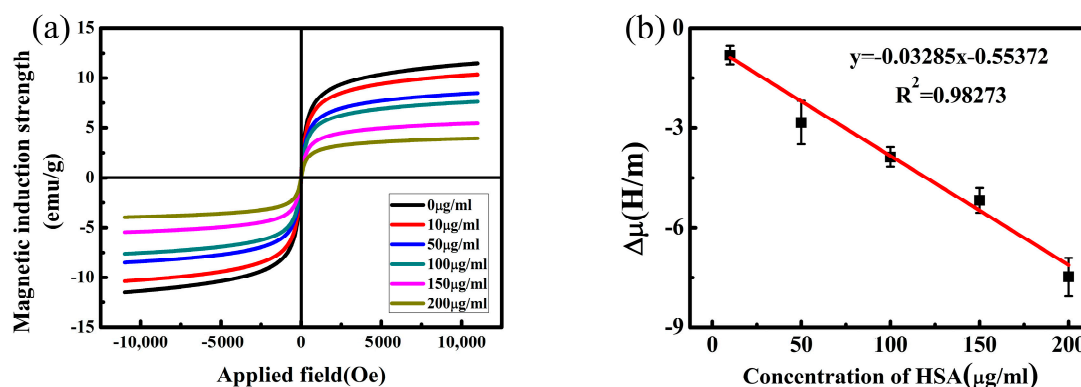 (a)
15
10
5
0
-5
-10
-15
Magnetic induction strength
(emu/g)
0μg/ml
10μg/ml
50μg/ml
100μg/ml
150μg/ml
200μg/ml
-10,000 -5000 0 5000 10,000
Applied field(Oe)
(b)
-0
-3
-6
-9
Δμ(H/m)
y=-0.03285x-0.55372
R²=0.98273
0 50 100 150 200
Concentration of HSA(μg/ml)